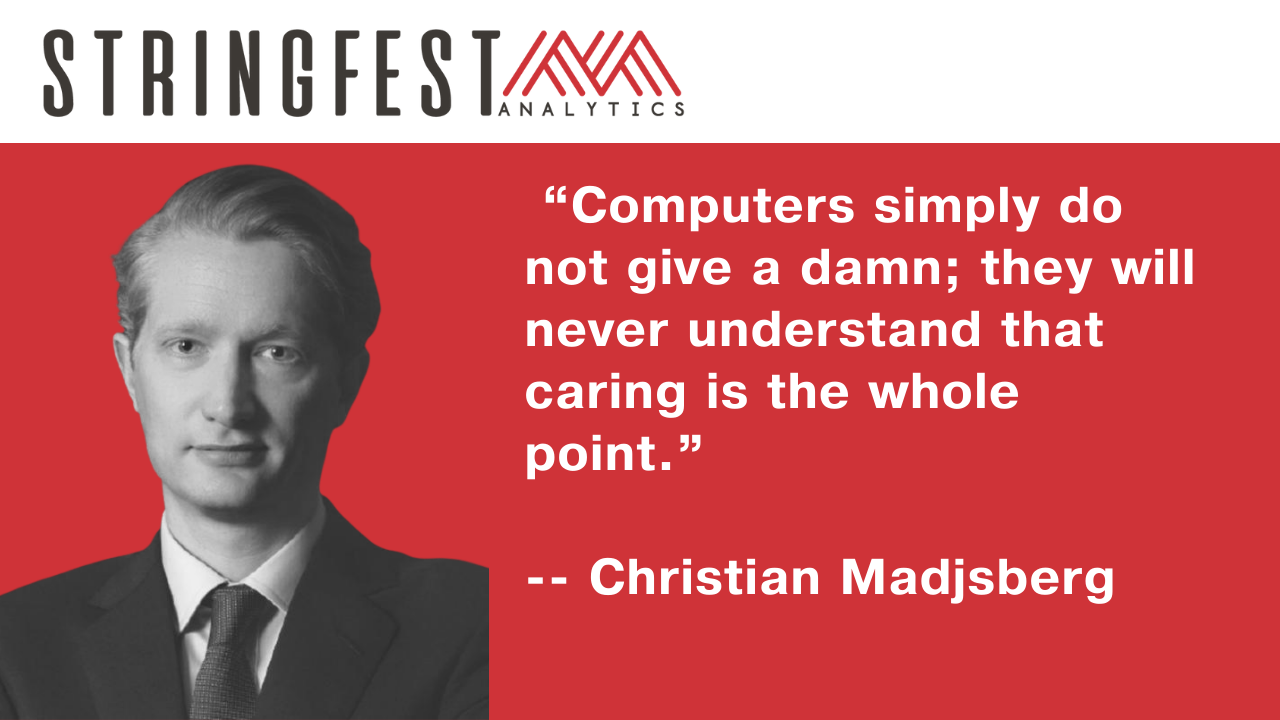 STRINGFEST
ANALYTICS
“Computers simply do
not give a damn; they will
never understand that
caring is the whole
point.”
-- Christian Madjsberg